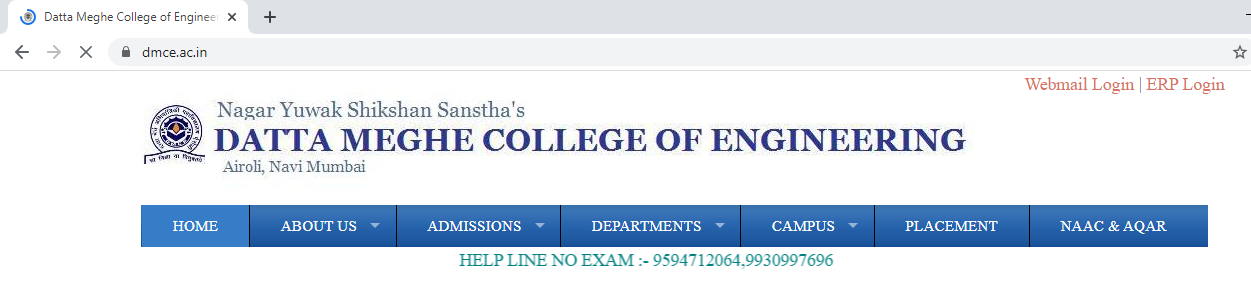 Datta Meghe College of Enginee
dmce.ac.in
Webmail Login | ERP Login
Nagar Yuwak Shikshan Sanstha's
DATTA MEGHE COLLEGE OF ENGINEERING
Airoli, Navi Mumbai
HOME ABOUT US ADMISSIONS DEPARTMENTS CAMPUS PLACEMENT NAAC & AQAR
HELP LINE NO EXAM :- 9594712064,9930997696